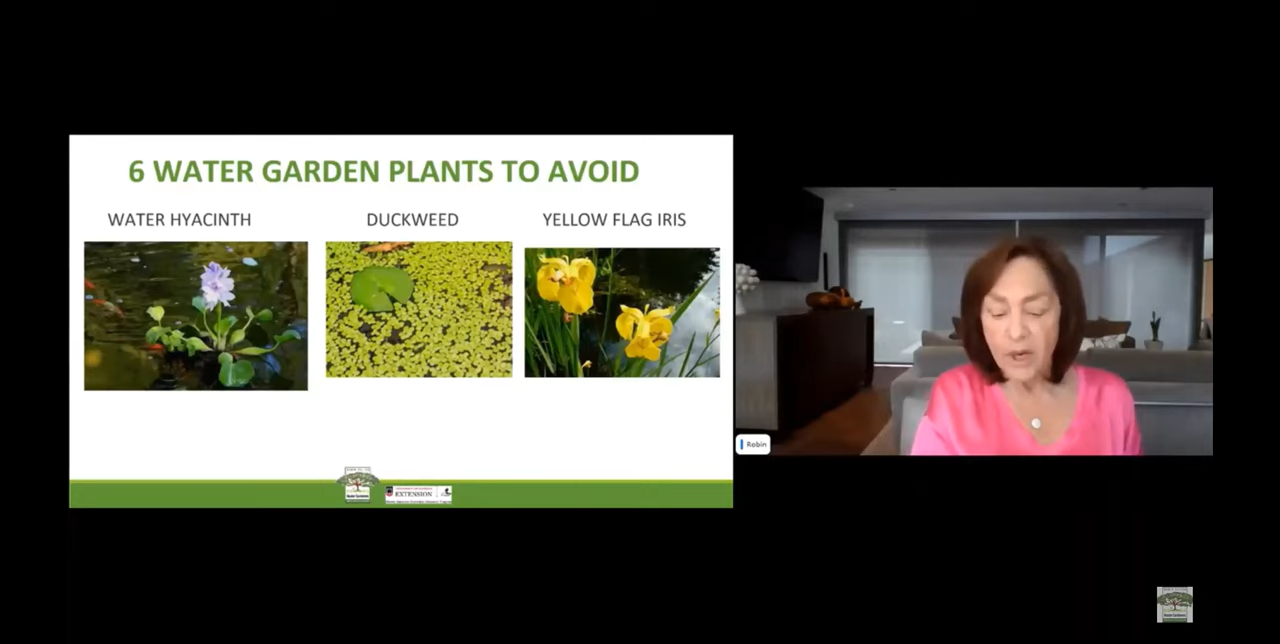 6 WATER GARDEN PLANTS TO AVOID
WATER HYACINTH
DUCKWEED
YELLOW FLAG IRIS
EXTENSION
Robin